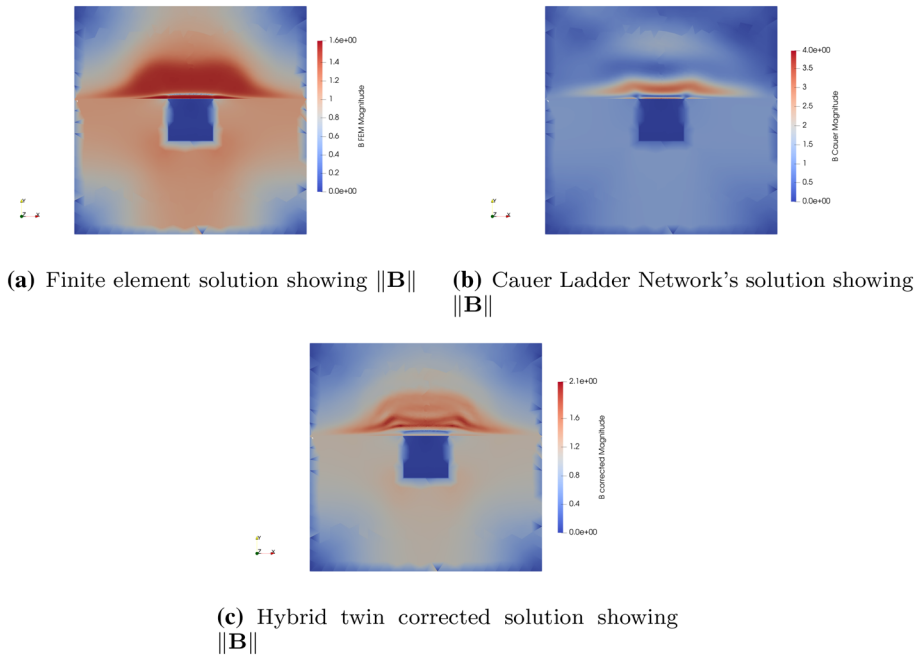 1.6e+00
1.4
1.2
1
0.8
0.6
0.4
0.2
0.0e+00
B FEM Magnitude
Y
Z X
4.0e+00
3.5
3
2.5
2
1.5
1
0.5
0.0e+00
B Cauer Magnitude
Y
Z X
(a) Finite element solution showing ‖B‖
(b) Cauer Ladder Network's solution showing
‖B‖
2.1e+00
1.6
1.2
0.8
0.4
0.0e+00
B corrected Magnitude
Y
Z X
(c) Hybrid twin corrected solution showing
‖B‖